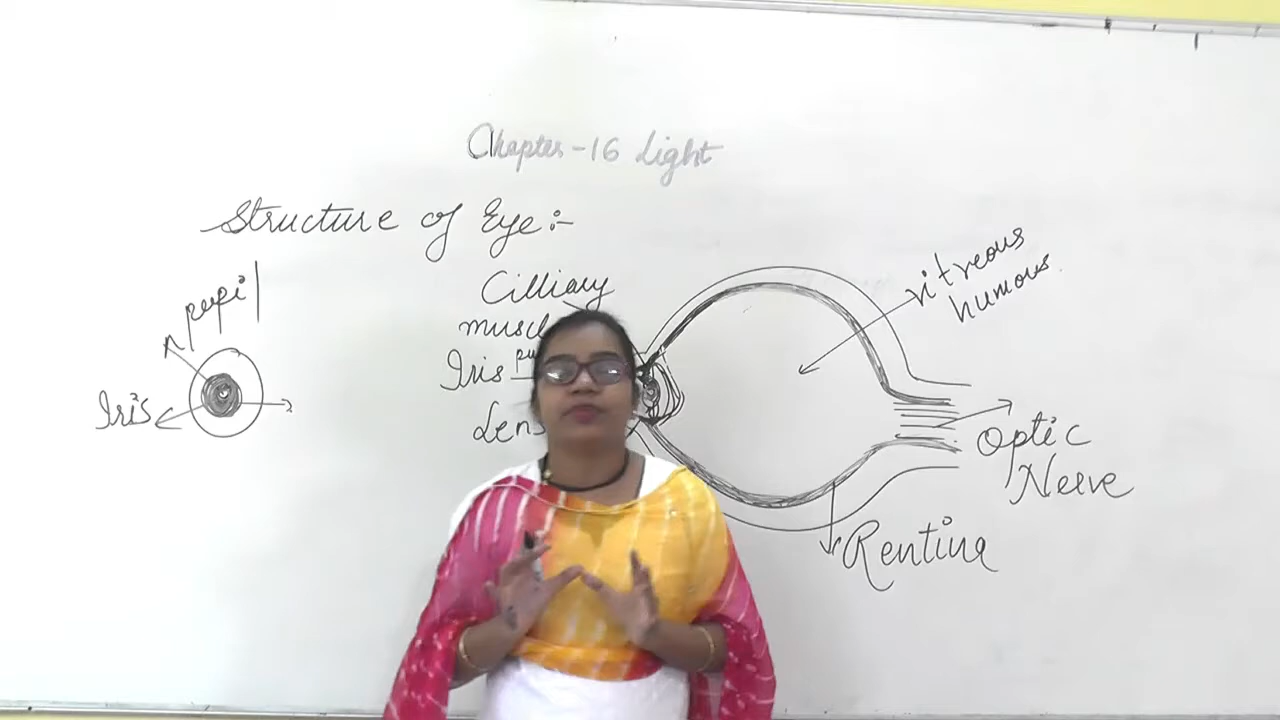 Chapter-16 Light
Structure of Eye:-
pupil
Iris
Cilliary
Iris
vitreous
humous
Optic
Nerve
Rentina